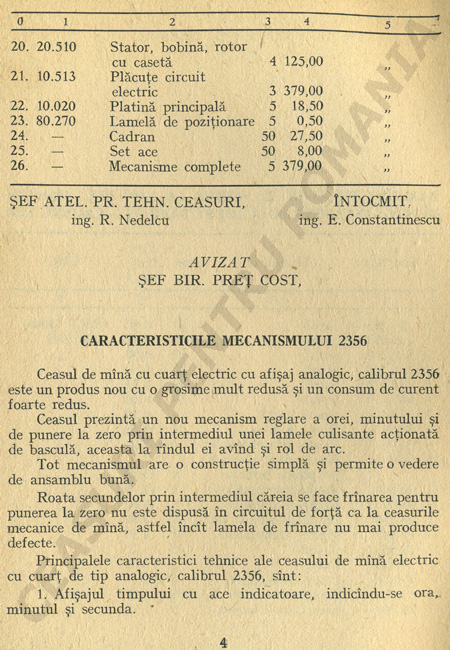 0 1 2 3 4 5
20. 20.510 Stator, bobină, rotor
cu casetă 4 125,00 „
21. 10.513 Plăcuțe circuit
electric 3 379,00 „
22. 10.020 Platină principală 5 18,50 „
23. 80.270 Lamelă de poziționare 5 0,50 „
24. — Cadran 50 27,50 „
25. — Set ace 50 8,00 „
26. — Mecanisme complete 5 379,00 „
ȘEF ATEL. PR. TEHN. CEASURI, ÎNTOCMIT,
ing. R. Nedelcu ing. E. Constantinescu
AVIZAT
ȘEF BIR. PREȚ COST,
CARACTERISTICILE MECANISMULUI 2356
Ceasul de mînă cu cuarț electric cu afișaj analogic, calibrul 2356
este un produs nou cu o grosime mult redusă și un consum de curent
foarte redus.
Ceasul prezintă un nou mecanism reglare a orei, minutului și
de punere la zero prin intermediul unei lamele culisante acționată
de basculă, aceasta la rîndul ei avînd și rol de arc.
Tot mecanismul are o construcție simplă și permite o vedere
de ansamblu bună.
Roata secundelor prin intermediul căreia se face frînarea pentru
punerea la zero nu este dispusă în circuitul de forță ca la ceasurile
mecanice de mînă, astfel încît lamela de frînare nu mai produce
defecte.
Principalele caracteristici tehnice ale ceasului de mînă electric
cu cuarț de tip analogic, calibrul 2356, sînt:
1. Afișajul timpului cu ace indicatoare, indicîndu-se ora,
minutul și secunda.
4
PENTRU ROMANIA